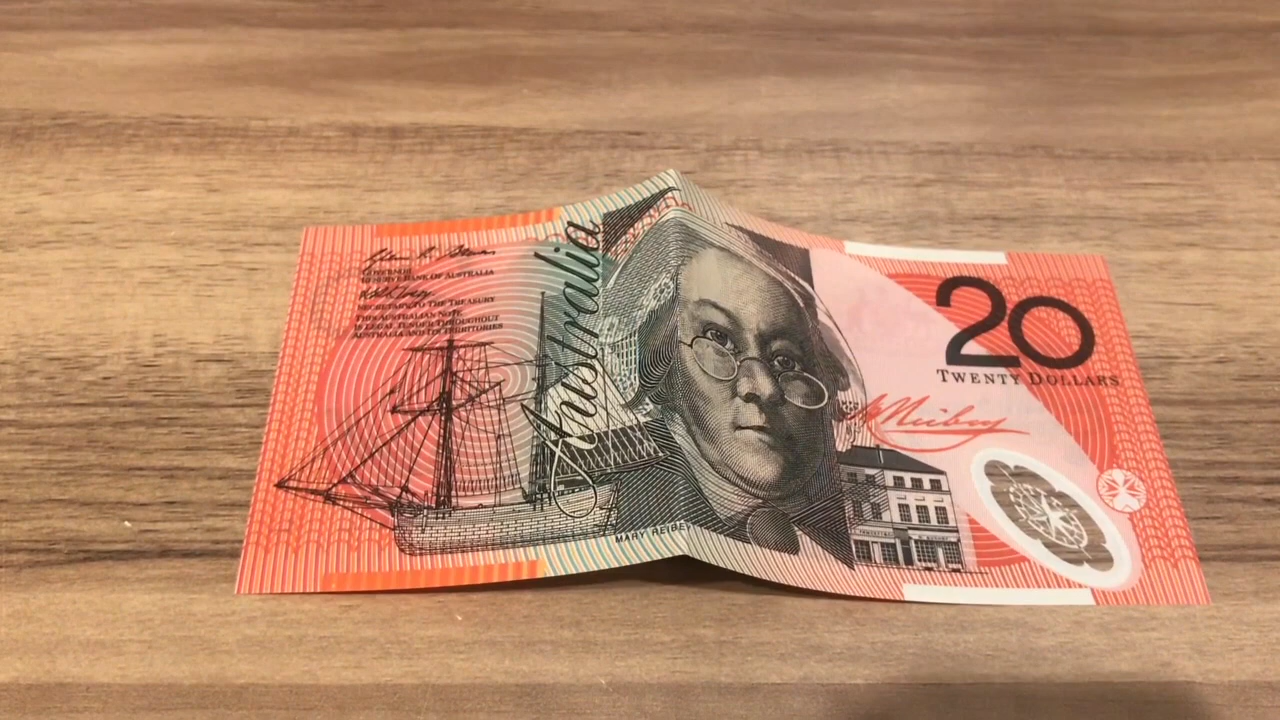 GOVERNOR
RESERVE BANK OF AUSTRALIA
SECRETARY TO THE TREASURY
THIS AUSTRALIAN NOTE
IS LEGAL TENDER THROUGHOUT
AUSTRALIA AND ITS TERRITORIES
Australia
MARY REIBEY
20
TWENTY DOLLARS
M Reibey